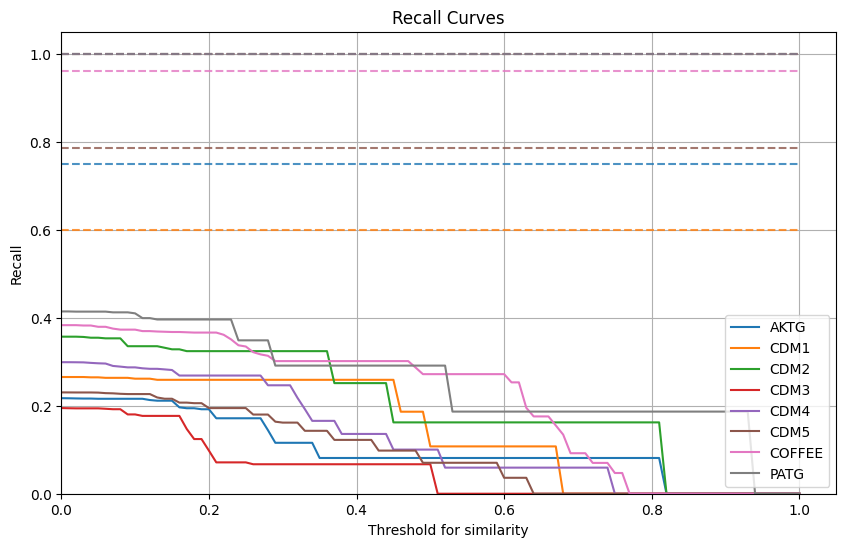 Recall Curves
Recall
1.0
0.8
0.6
0.4
0.2
0.0
0.0 0.2 0.4 0.6 0.8 1.0
Threshold for similarity
AKTG
CDM1
CDM2
CDM3
CDM4
CDM5
COFFEE
PATG